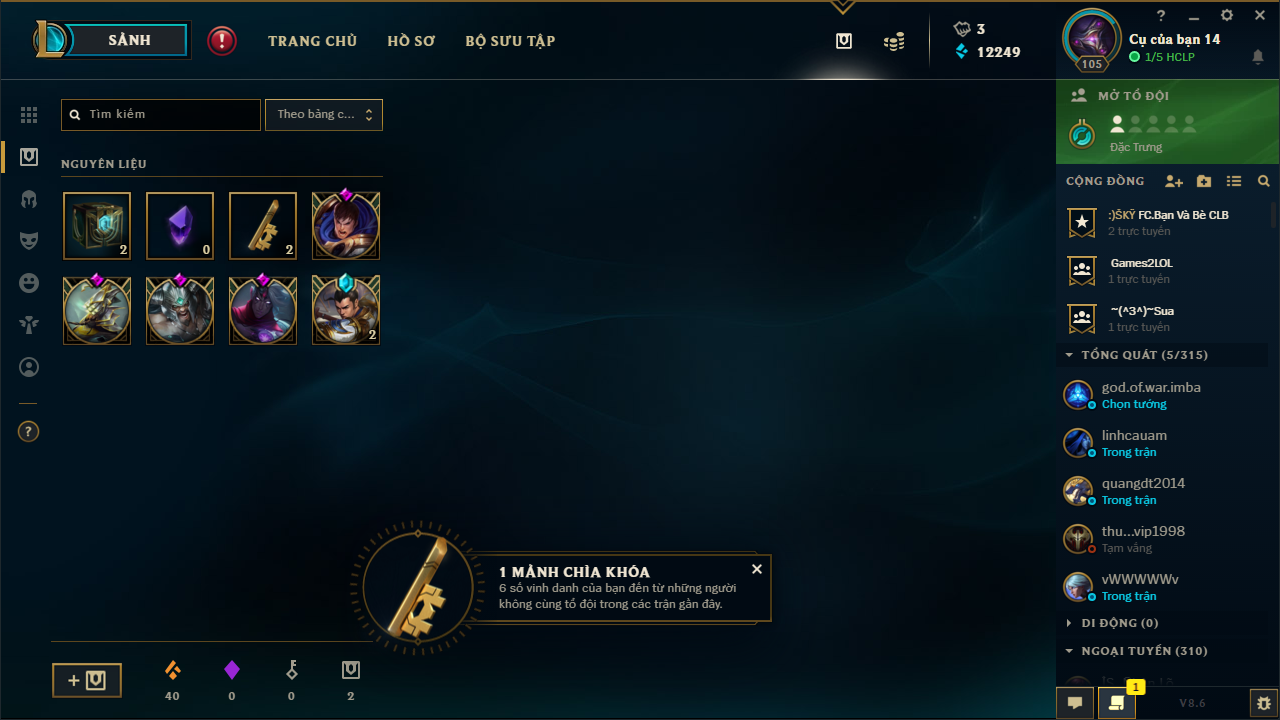 SẢNH
TRANG CHỦ
HỒ SƠ
BỘ SƯU TẬP
3
12249
?
Cụ của bạn 14
1/5 HCLP
105
Tìm kiếm
Theo bảng c...
NGUYÊN LIỆU
2
0
2
2
?
1 MẢNH CHÌA KHÓA
6 số vinh danh của bạn đến từ những người
không cùng tổ đội trong các trận gần đây.
40
0
0
2
MỞ TỔ ĐỘI
Đặc Trưng
CỘNG ĐỒNG
:)ŠKŸ FC.Bạn Và Bè CLB
2 trực tuyến
Games2LOL
1 trực tuyến
~(^3^)~Sua
1 trực tuyến
TỔNG QUÁT (5/315)
god.of.war.imba
Chọn tướng
linhcauam
Trong trận
quangdt2014
Trong trận
thu...vip1998
Tạm vắng
vWWWWv
Trong trận
DI ĐỘNG (0)
NGOẠI TUYẾN (310)
1
V8.6